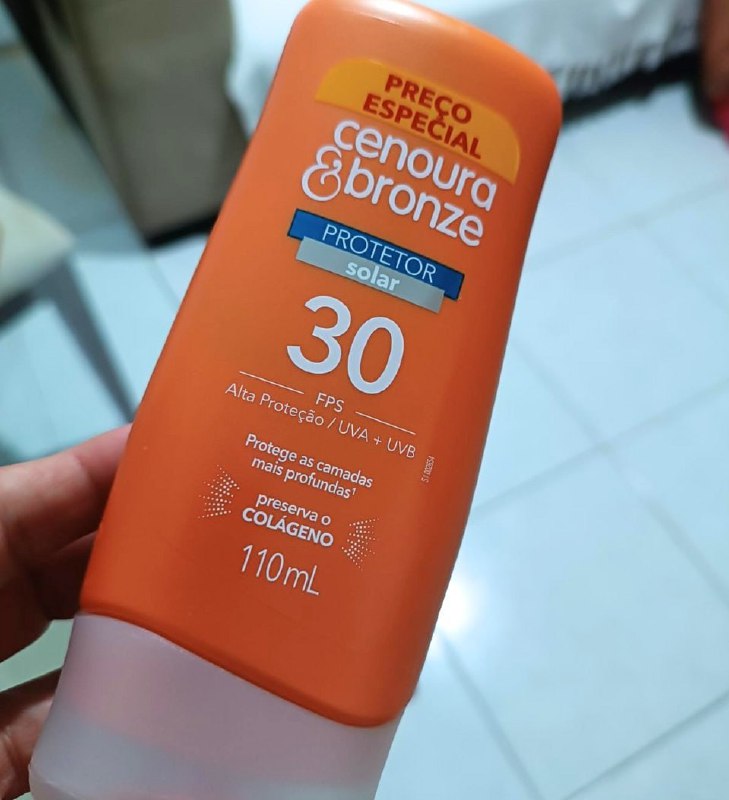 PREÇO
ESPECIAL
cenoura
&bronze
PROTETOR
solar
30
FPS
Alta Proteção / UVA + UVB
Protege as camadas
mais profundas¹
preserva o
COLÁGENO
110mL